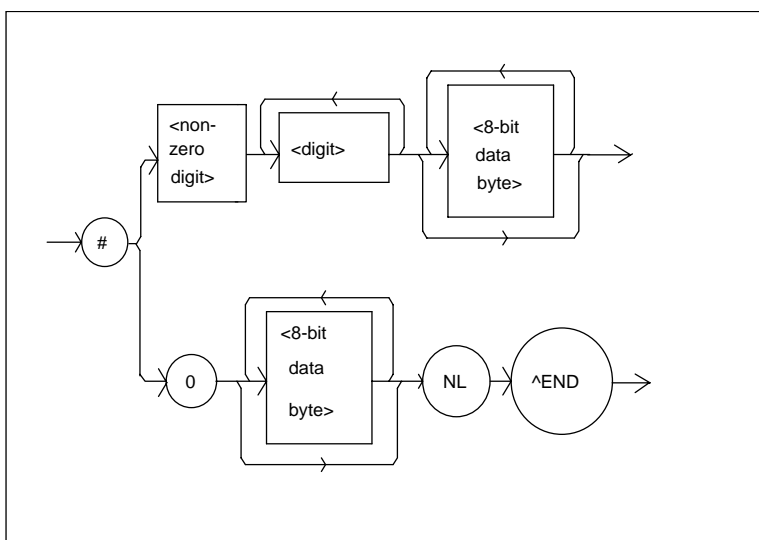 <non-
zero
digit>
<digit>
<8-bit
data
byte>
#
0
<8-bit
data
byte>
NL
^END